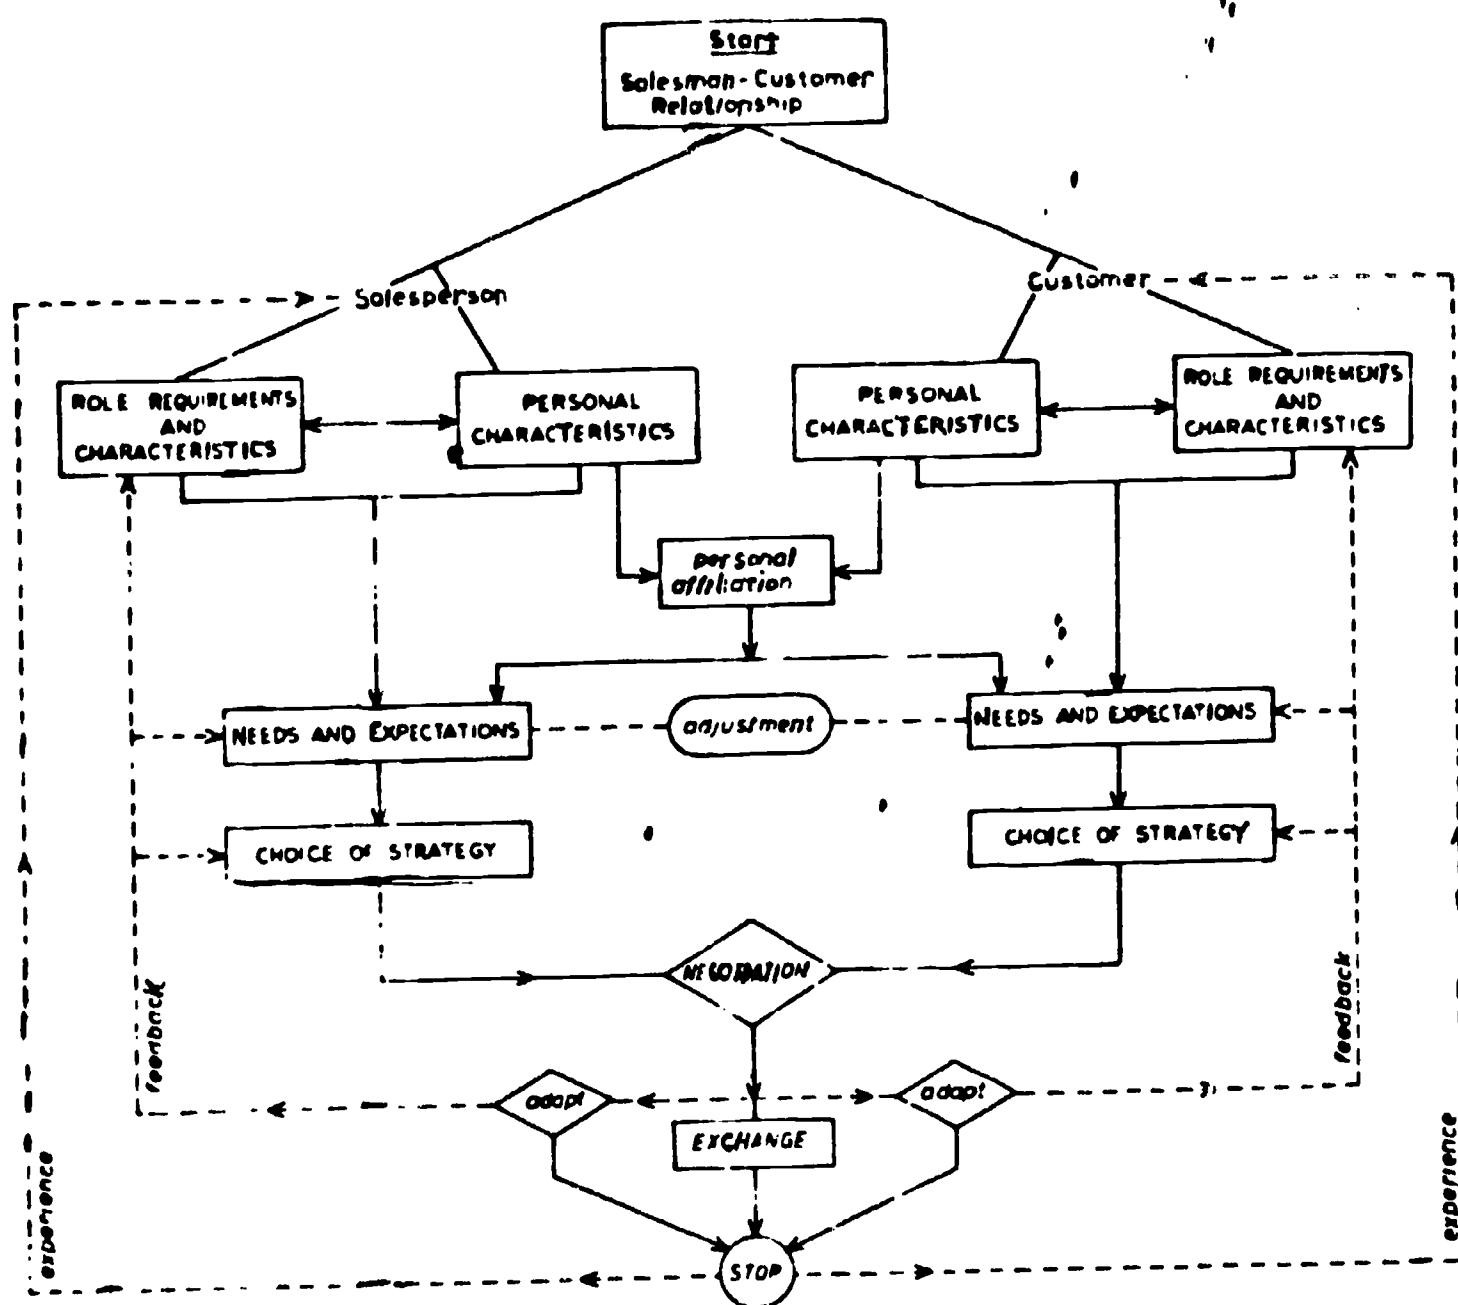 Start
Salesman - Customer
Relationship
Salesperson
Customer
ROLE REQUIREMENTS
AND
CHARACTERISTICS
PERSONAL
CHARACTERISTICS
PERSONAL
CHARACTERISTICS
ROLE REQUIREMENTS
AND
CHARACTERISTICS
personal
affiliation
NEEDS AND EXPECTATIONS
adjustment
NEEDS AND EXPECTATIONS
CHOICE OF STRATEGY
CHOICE OF STRATEGY
NEGOTIATION
feedback
feedback
adapt
adapt
EXCHANGE
experience
experience
STOP